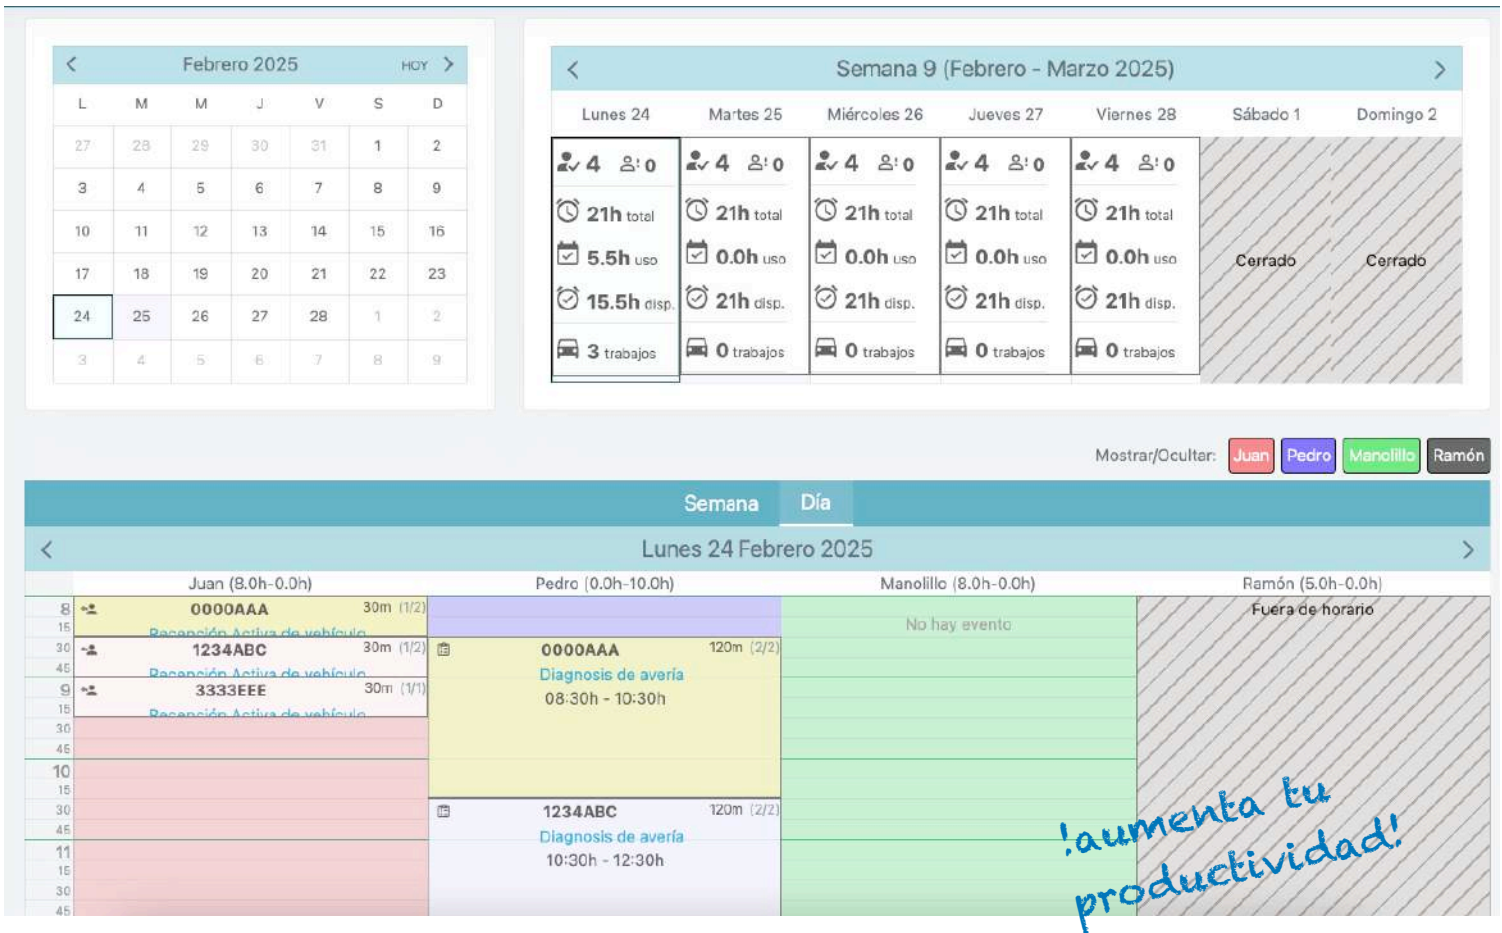 Febrero 2025 HOY
L M M J V S D
27 28 29 30 31 1 2
3 4 5 6 7 8 9
10 11 12 13 14 15 16
17 18 19 20 21 22 23
24 25 26 27 28 1 2
3 4 5 6 7 8 9
Semana 9 (Febrero - Marzo 2025)
Lunes 24 Martes 25 Miércoles 26 Jueves 27 Viernes 28 Sábado 1 Domingo 2
4 0 4 0 4 0 4 0 4 0
21h total 21h total 21h total 21h total 21h total
5.5h uso 0.0h uso 0.0h uso 0.0h uso 0.0h uso Cerrado Cerrado
15.5h disp. 21h disp. 21h disp. 21h disp. 21h disp.
3 trabajos 0 trabajos 0 trabajos 0 trabajos 0 trabajos
Mostrar/Ocultar: Juan Pedro Manolillo Ramón
Semana Día
Lunes 24 Febrero 2025
Juan (8.0h-0.0h) Pedro (0.0h-10.0h) Manolillo (8.0h-0.0h) Ramón (5.0h-0.0h)
8 0000AAA 30m (1/2) Fuera de horario
15 Recepción Activa de vehículo No hay evento
30 1234ABC 30m (1/2) 0000AAA 120m (2/2)
45 Recepción Activa de vehículo Diagnosis de avería
9 3333EEE 30m (1/1) 08:30h - 10:30h
15 Recepción Activa de vehículo
30
45
10
15
30 1234ABC 120m (2/2)
45 Diagnosis de avería
11 10:30h - 12:30h
15
30
45
!aumenta tu
productividad!